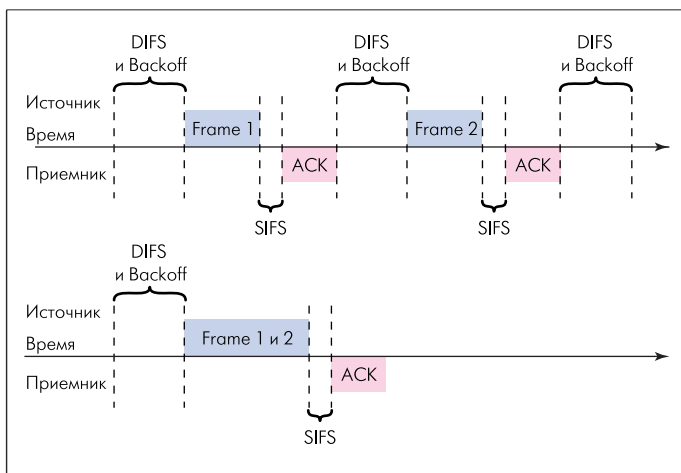 DIFS
и Backoff
DIFS
и Backoff
DIFS
и Backoff
Источник
Frame 1
Frame 2
Время
ACK
ACK
Приемник
SIFS
SIFS
DIFS
и Backoff
Источник
Frame 1 и 2
Время
ACK
Приемник
SIFS